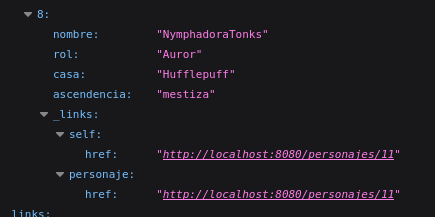 8:
nombre: "NymphadoraTonks"
rol: "Auror"
casa: "Hufflepuff"
ascendencia: "mestiza"
_links:
self:
href: "http://localhost:8080/personajes/11"
personaje:
href: "http://localhost:8080/personajes/11"
links: